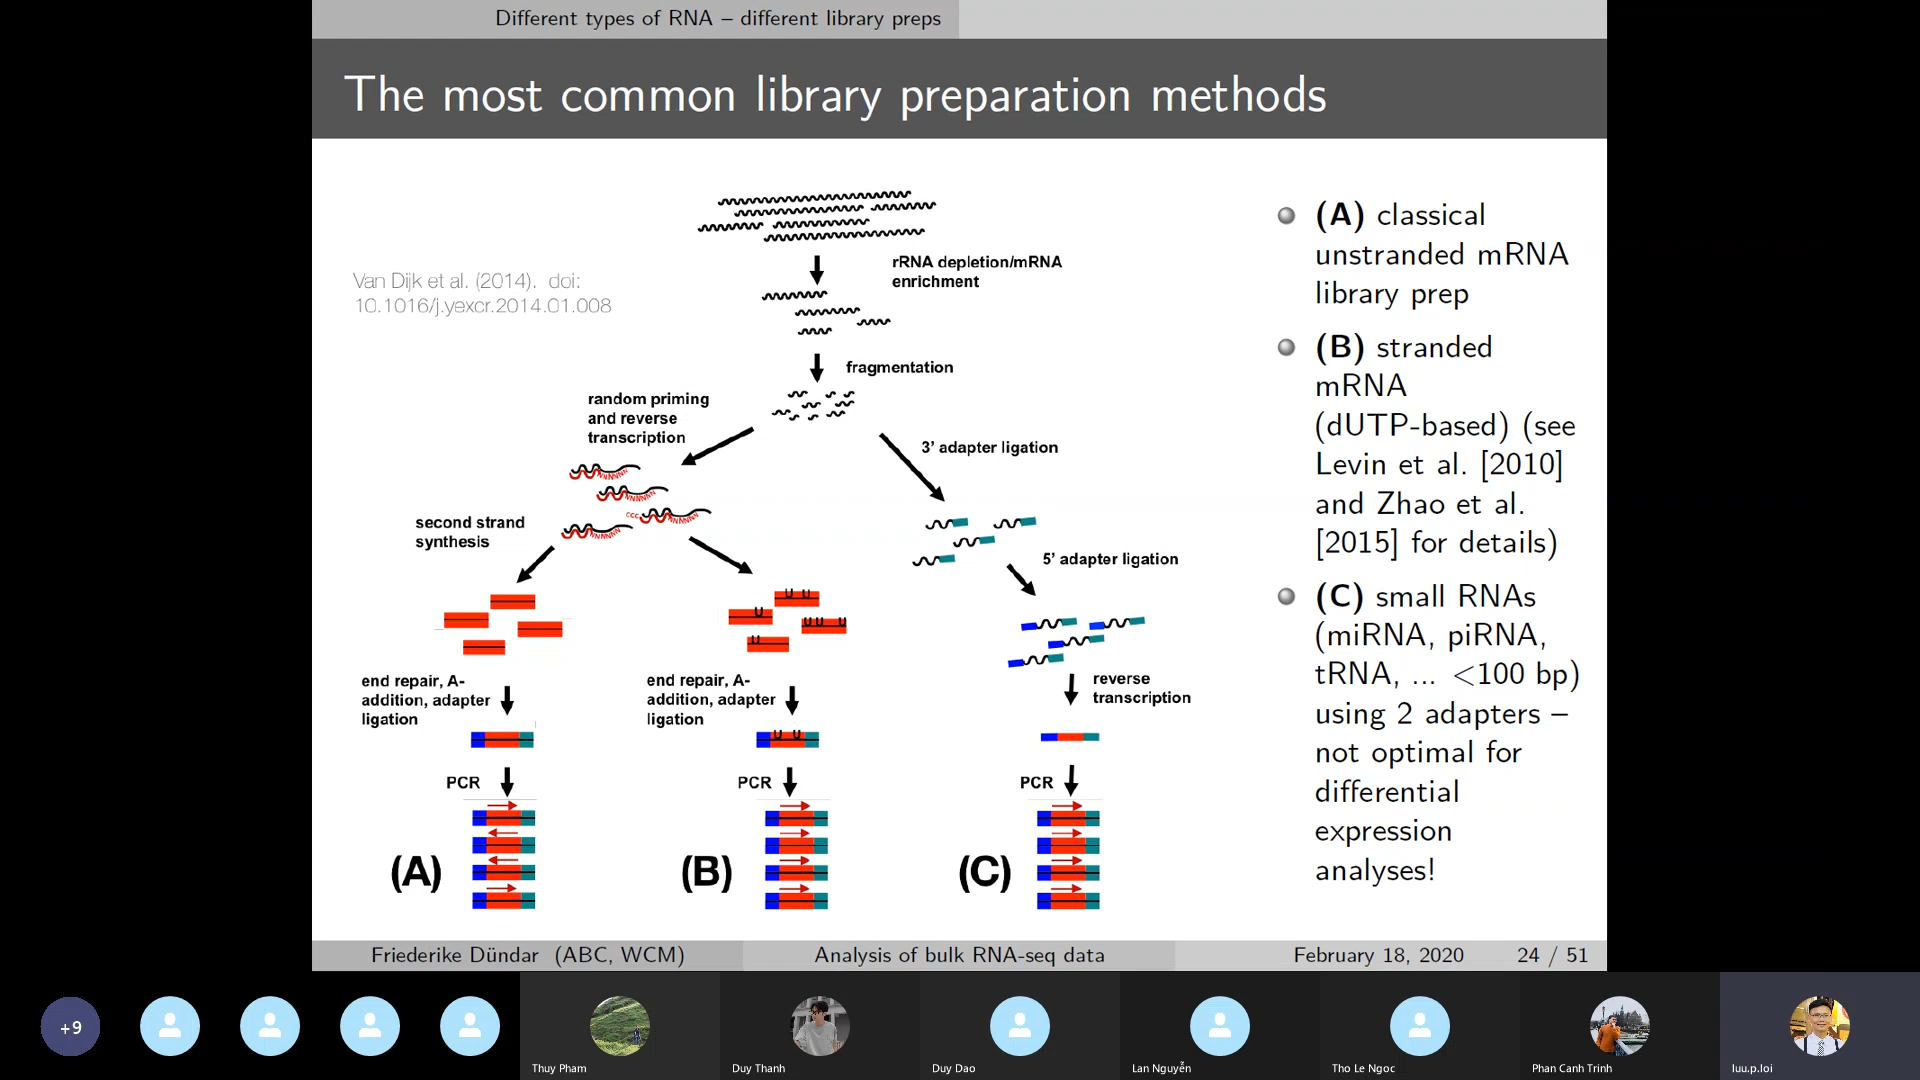 Different types of RNA – different library preps
The most common library preparation methods
Van Dijk et al. (2014). doi:
10.1016/j.yexcr.2014.01.008
rRNA depletion/mRNA
enrichment
fragmentation
random priming
and reverse
transcription
3' adapter ligation
second strand
synthesis
5' adapter ligation
end repair, A-
addition, adapter
ligation
end repair, A-
addition, adapter
ligation
reverse
transcription
PCR
PCR
PCR
(A)
(B)
(C)
(A) classical
unstranded mRNA
library prep
(B) stranded
mRNA
(dUTP-based) (see
Levin et al. [2010]
and Zhao et al.
[2015] for details)
(C) small RNAs
(miRNA, piRNA,
tRNA, ... <100 bp)
using 2 adapters –
not optimal for
differential
expression
analyses!
Friederike Dündar (ABC, WCM)
Analysis of bulk RNA-seq data
February 18, 2020
24 / 51
+9
Thuy Pham
Duy Thanh
Duy Dao
Lan Nguyễn
Tho Le Ngoc
Phan Canh Trinh
luu.p.loi